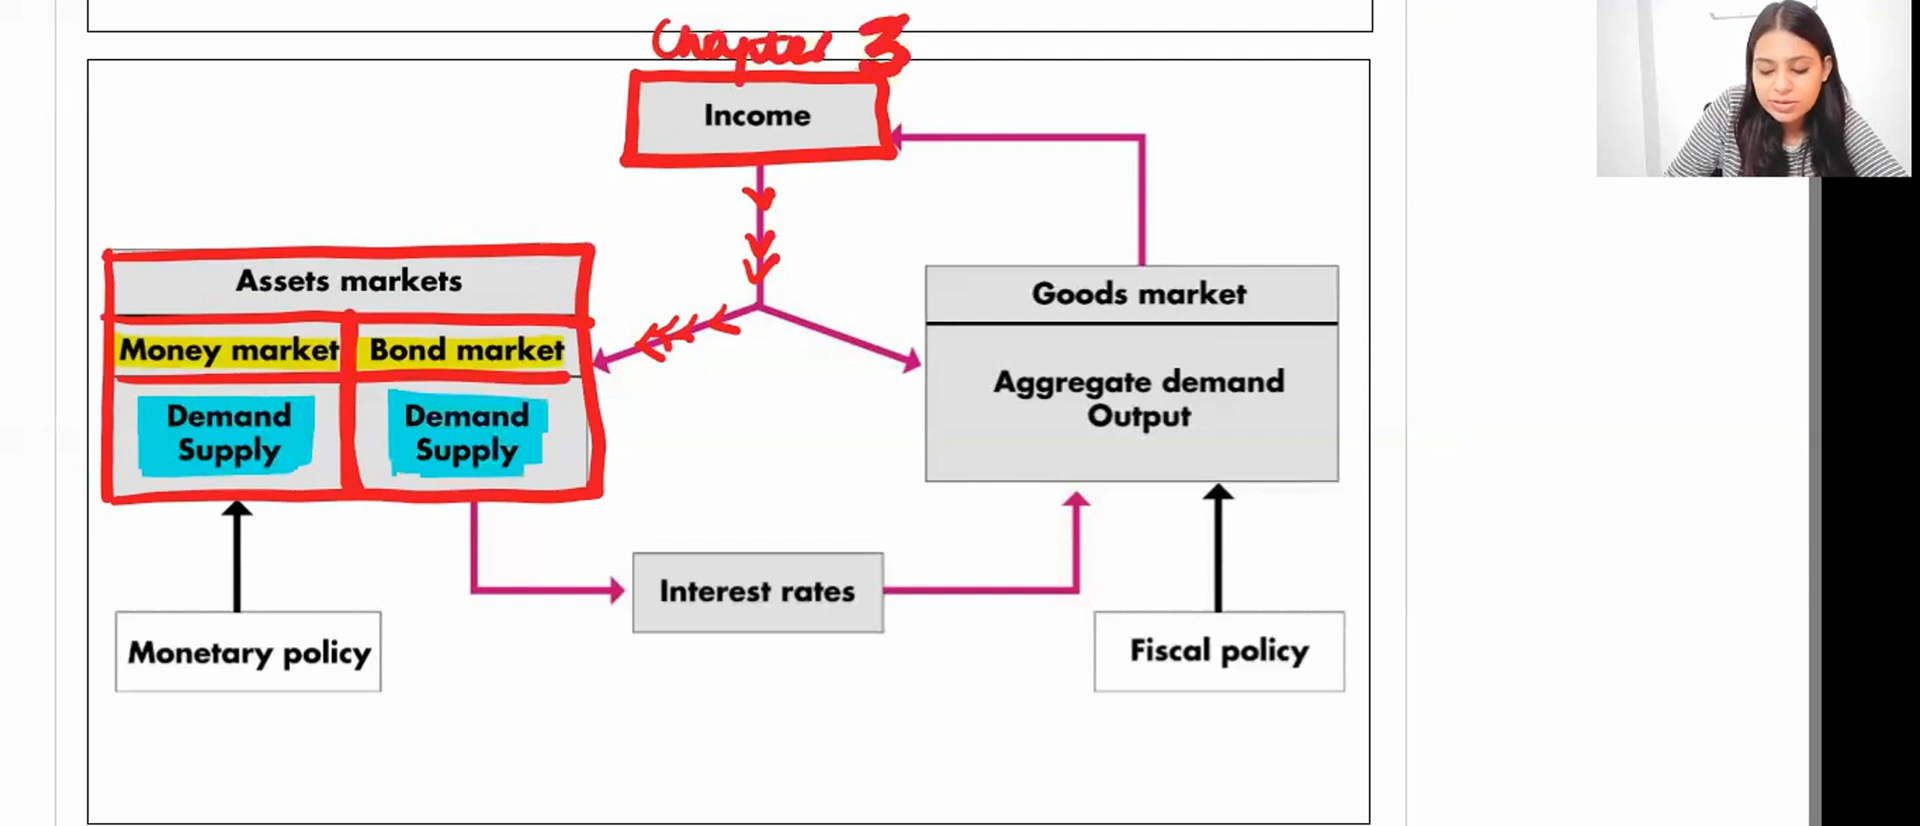 Chapter 3
Income
Assets markets
Money market
Bond market
Demand
Supply
Demand
Supply
Goods market
Aggregate demand
Output
Interest rates
Monetary policy
Fiscal policy